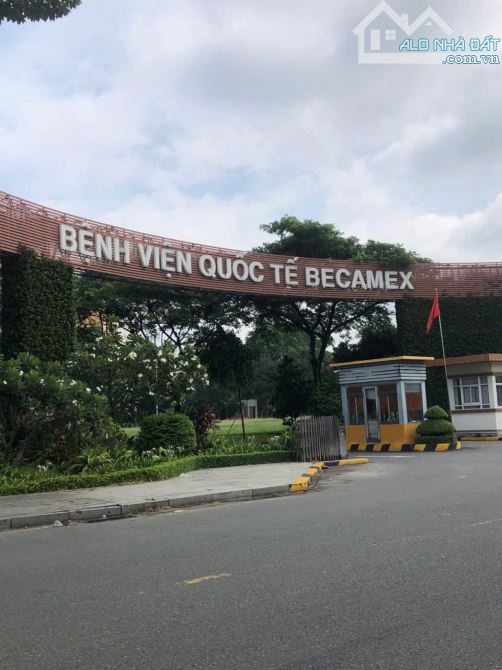 ALO NHÀ ĐẤT
.com.vn
BỆNH VIỆN QUỐC TẾ BECAMEX